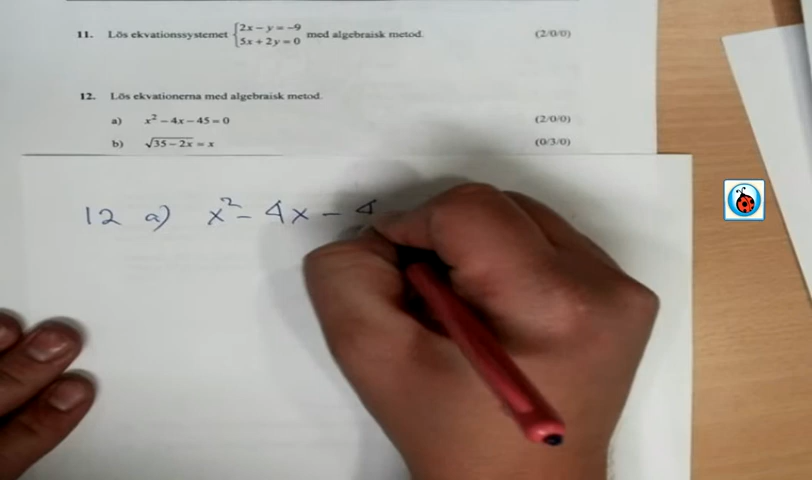 11. Lös ekvationssystemet {2x − y = −9 med algebraisk metod. (2/0/0)
5x + 2y = 0
12. Lös ekvationerna med algebraisk metod.
a) x² − 4x − 45 = 0 (2/0/0)
b) √35 − 2x = x (0/3/0)
12 a) x² − 4x − 4